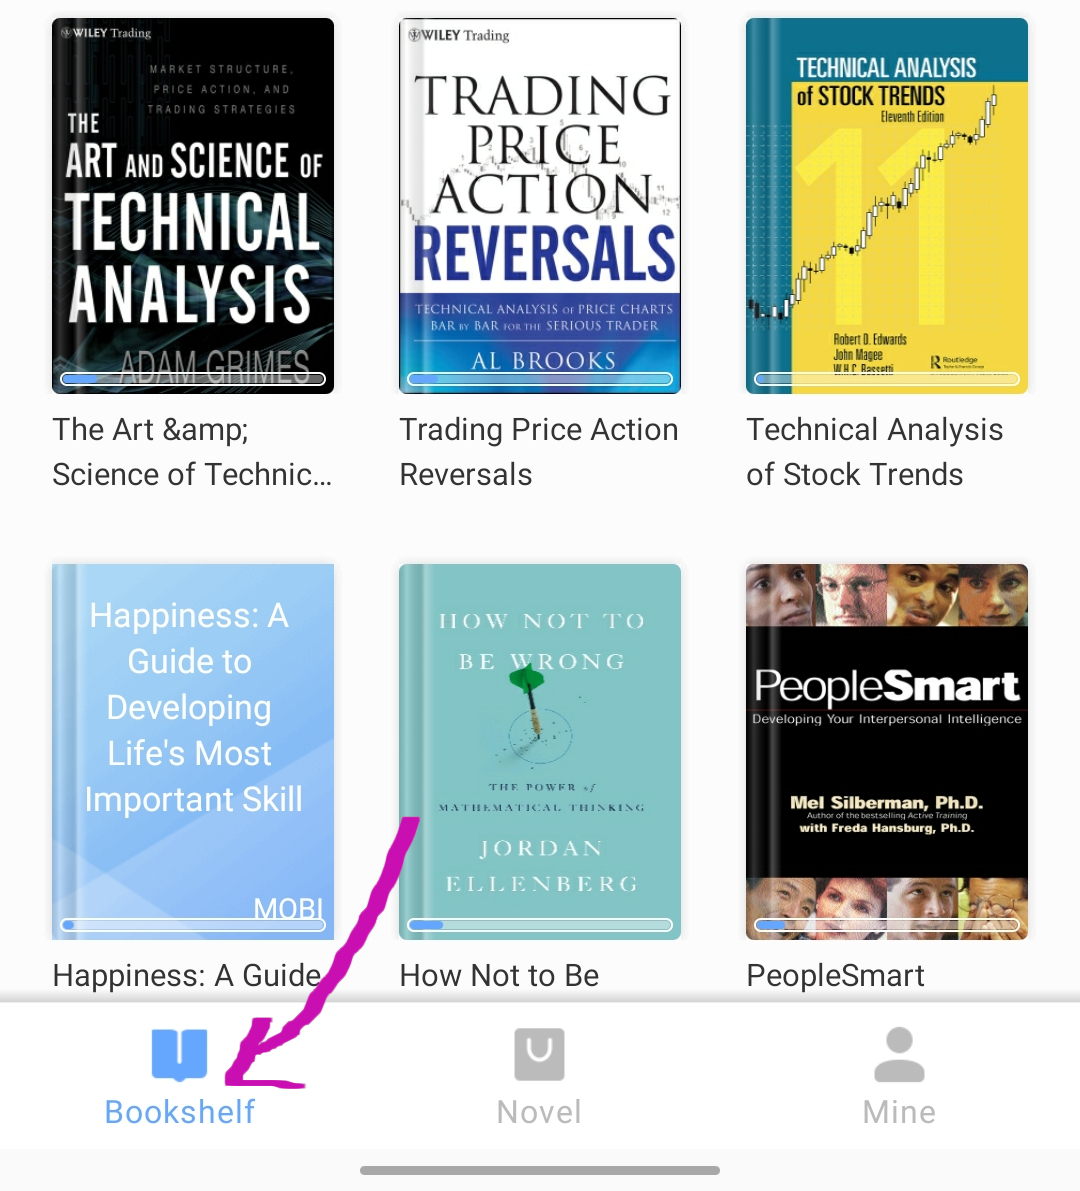 WILEY Trading
MARKET STRUCTURE,
PRICE ACTION, AND
TRADING STRATEGIES
THE
ART AND SCIENCE OF
TECHNICAL
ANALYSIS
ADAM GRIMES
The Art &amp;
Science of Technic...
WILEY Trading
TRADING
PRICE
ACTION
REVERSALS
TECHNICAL ANALYSIS of PRICE CHARTS
BAR BY BAR FOR THE SERIOUS TRADER
AL BROOKS
Trading Price Action
Reversals
TECHNICAL ANALYSIS
of STOCK TRENDS
Eleventh Edition
11
Robert D. Edwards
John Magee
W.H.C. Bassetti
Routledge
Technical Analysis
of Stock Trends
Happiness: A
Guide to
Developing
Life's Most
Important Skill
MOBI
Happiness: A Guide
HOW NOT TO
BE WRONG
THE POWER of
MATHEMATICAL THINKING
JORDAN
ELLENBERG
How Not to Be
PeopleSmart
Developing Your Interpersonal Intelligence
Mel Silberman, Ph.D.
Author of the bestselling Active Training
with Freda Hansburg, Ph.D.
PeopleSmart
Bookshelf
Novel
Mine